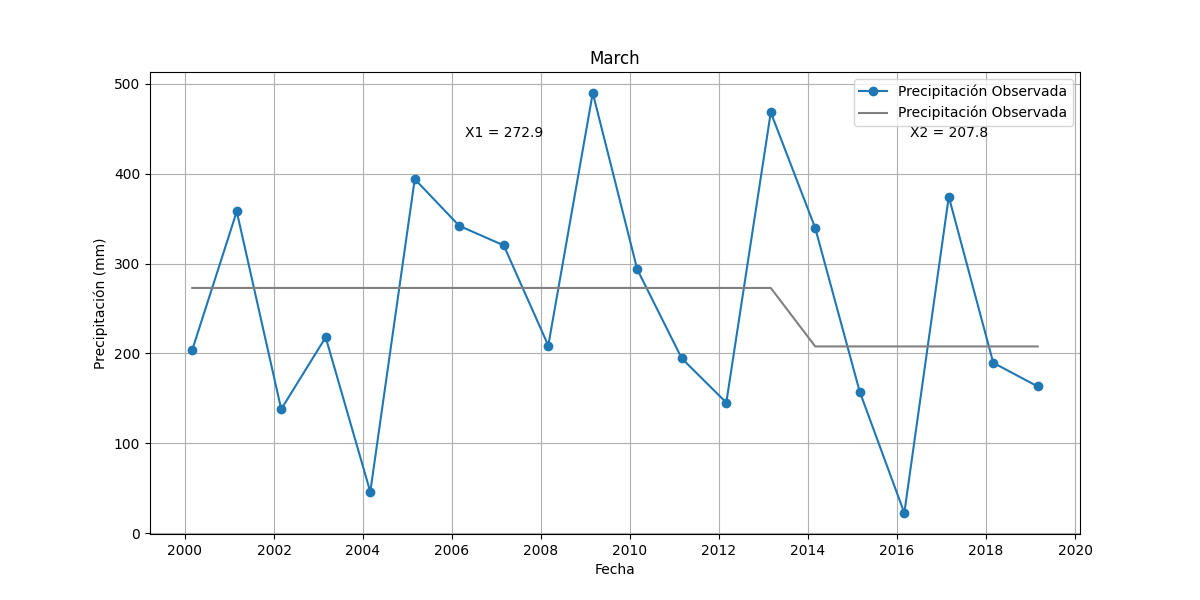 March
Precipitación Observada
Precipitación Observada
X1 = 272.9
X2 = 207.8
Precipitación (mm)
500
400
300
200
100
0
2000 2002 2004 2006 2008 2010 2012 2014 2016 2018 2020
Fecha